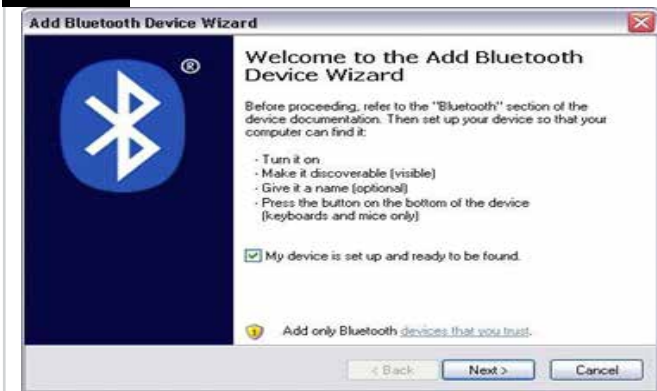 Add Bluetooth Device Wizard
®
Welcome to the Add Bluetooth
Device Wizard
Before proceeding, refer to the "Bluetooth" section of the
device documentation. Then set up your device so that your
computer can find it:
- Turn it on
- Make it discoverable (visible)
- Give it a name (optional)
- Press the button on the bottom of the device
(keyboards and mice only)
My device is set up and ready to be found.
Add only Bluetooth devices that you trust.
< Back Next > Cancel